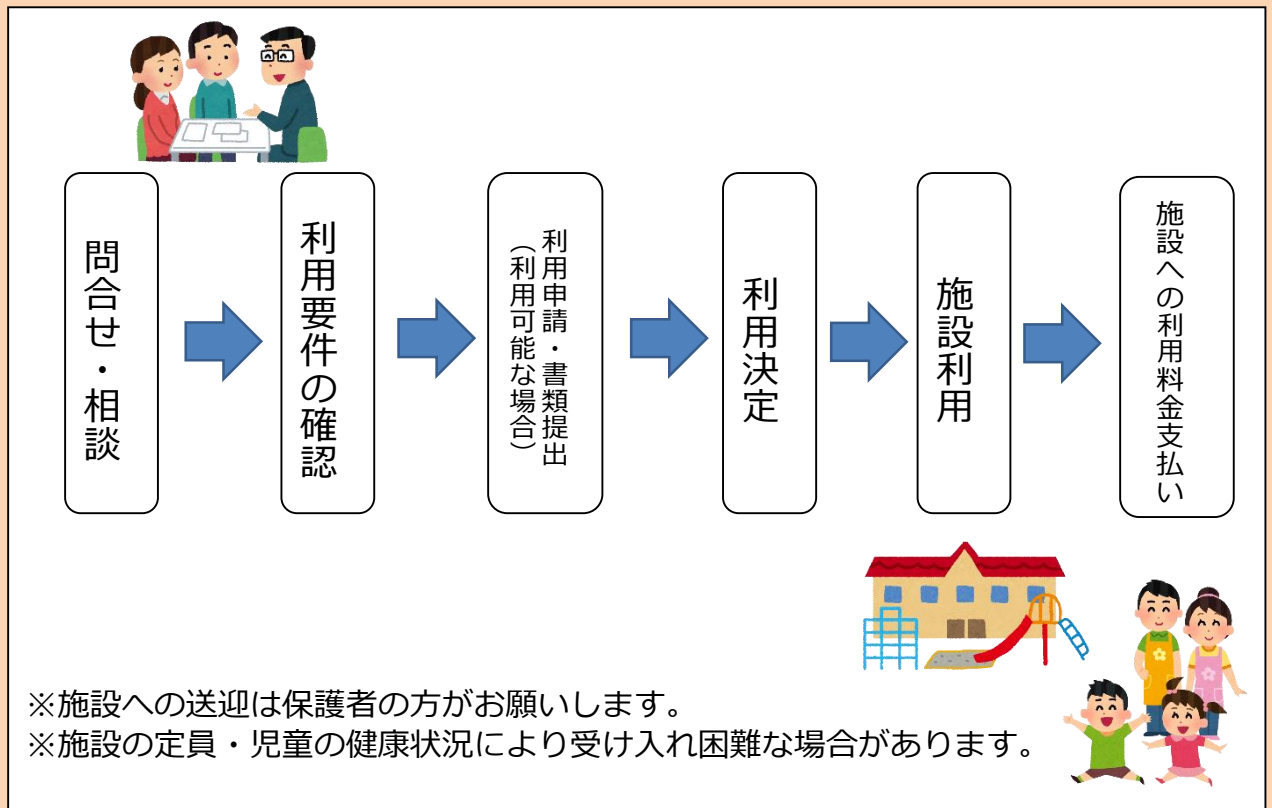 問合せ・相談
利用要件の確認
利用申請・書類提出
（利用可能な場合）
利用決定
施設利用
施設への利用料金支払い
※施設への送迎は保護者の方がお願いします。
※施設の定員・児童の健康状況により受け入れ困難な場合があります。